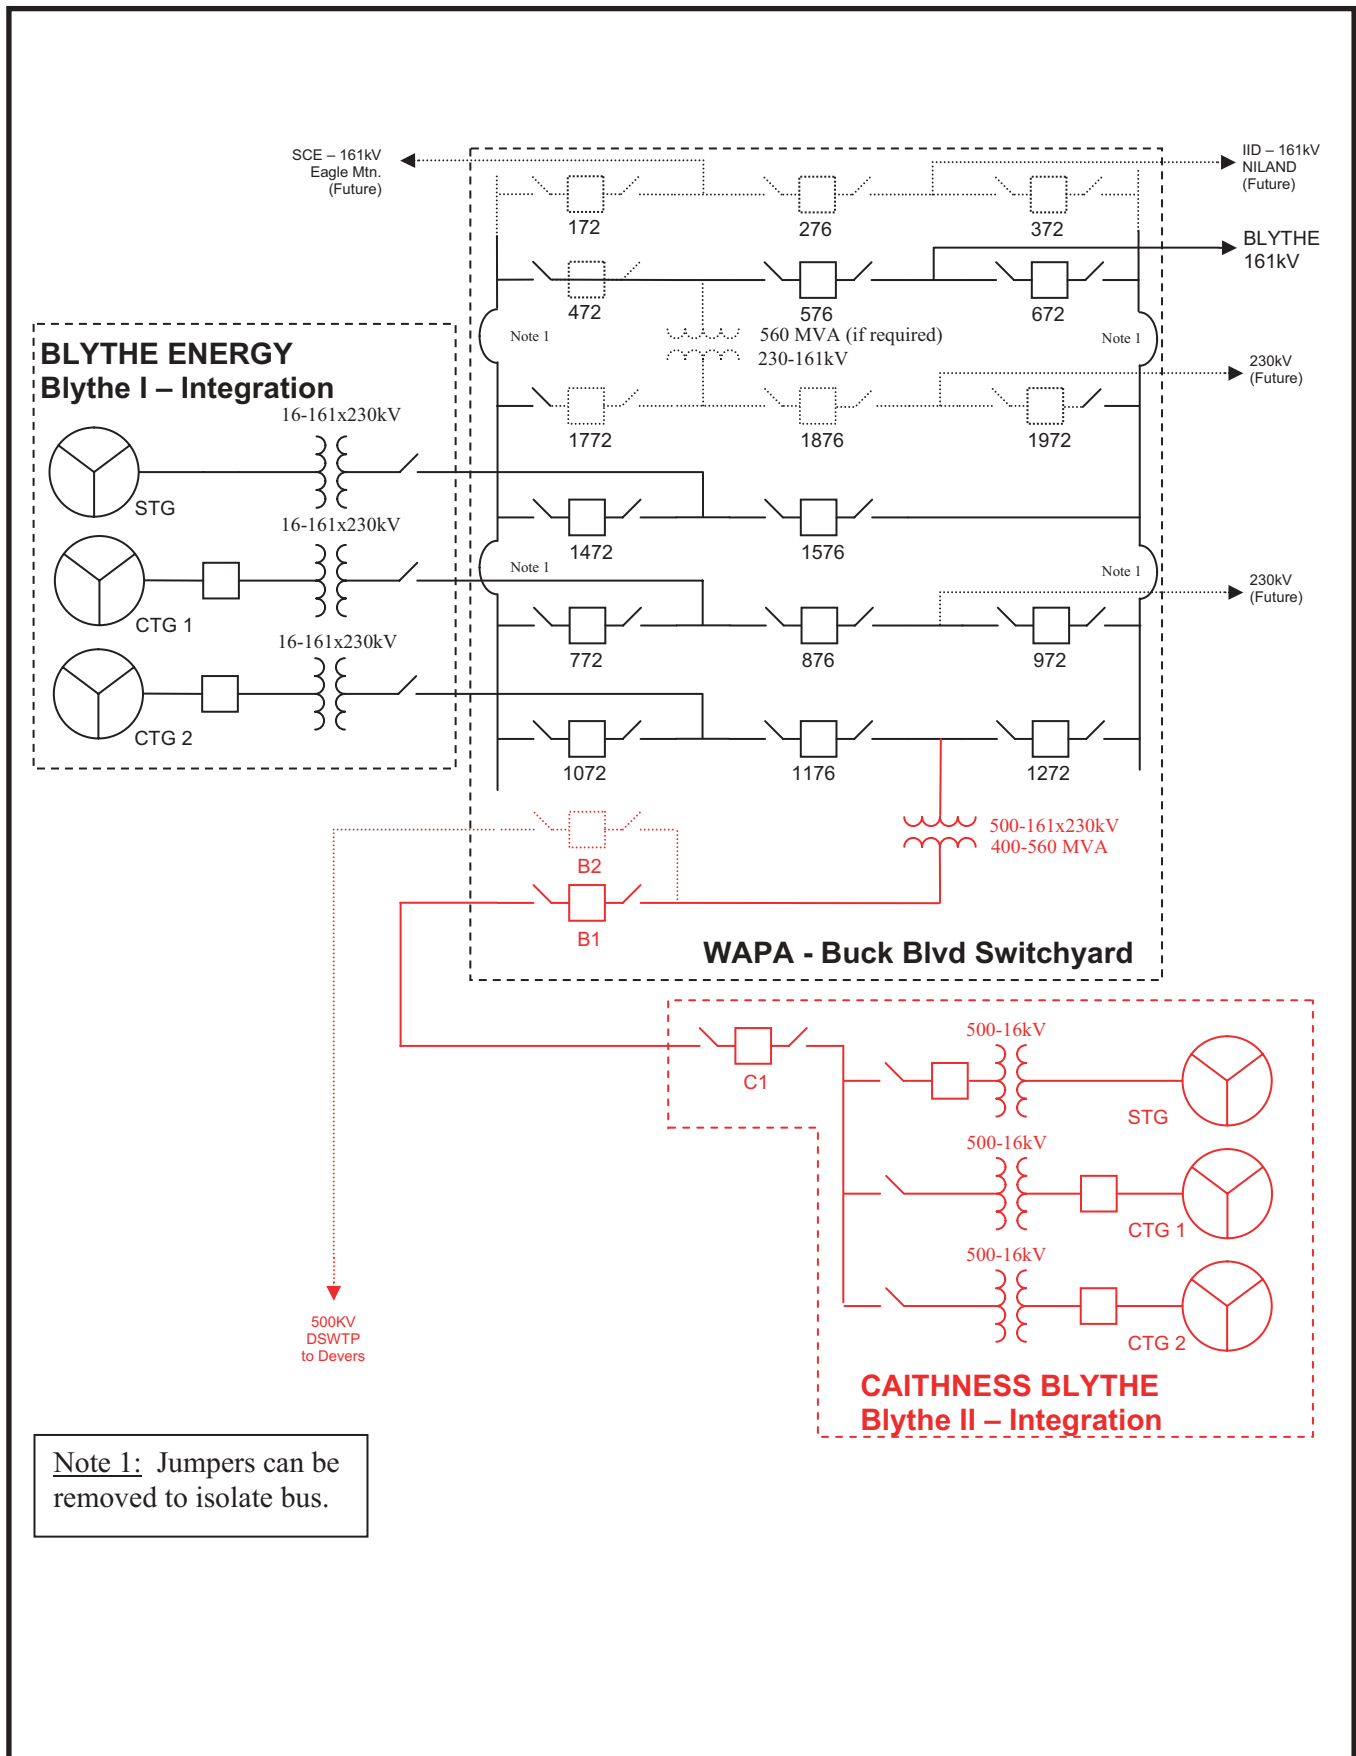 SCE – 161kV
Eagle Mtn.
(Future)
IID – 161kV
NILAND
(Future)
172
276
372
BLYTHE
161kV
472
576
672
Note 1
560 MVA (if required)
230-161kV
Note 1
230kV
(Future)
BLYTHE ENERGY
Blythe I – Integration
16-161x230kV
1772
1876
1972
STG
16-161x230kV
1472
1576
Note 1
Note 1
230kV
(Future)
CTG 1
16-161x230kV
772
876
972
CTG 2
1072
1176
1272
500-161x230kV
400-560 MVA
B2
B1
WAPA - Buck Blvd Switchyard
500-16kV
C1
STG
500-16kV
CTG 1
500-16kV
500KV
DSWTP
to Devers
CTG 2
CAITHNESS BLYTHE
Blythe II – Integration
Note 1: Jumpers can be
removed to isolate bus.